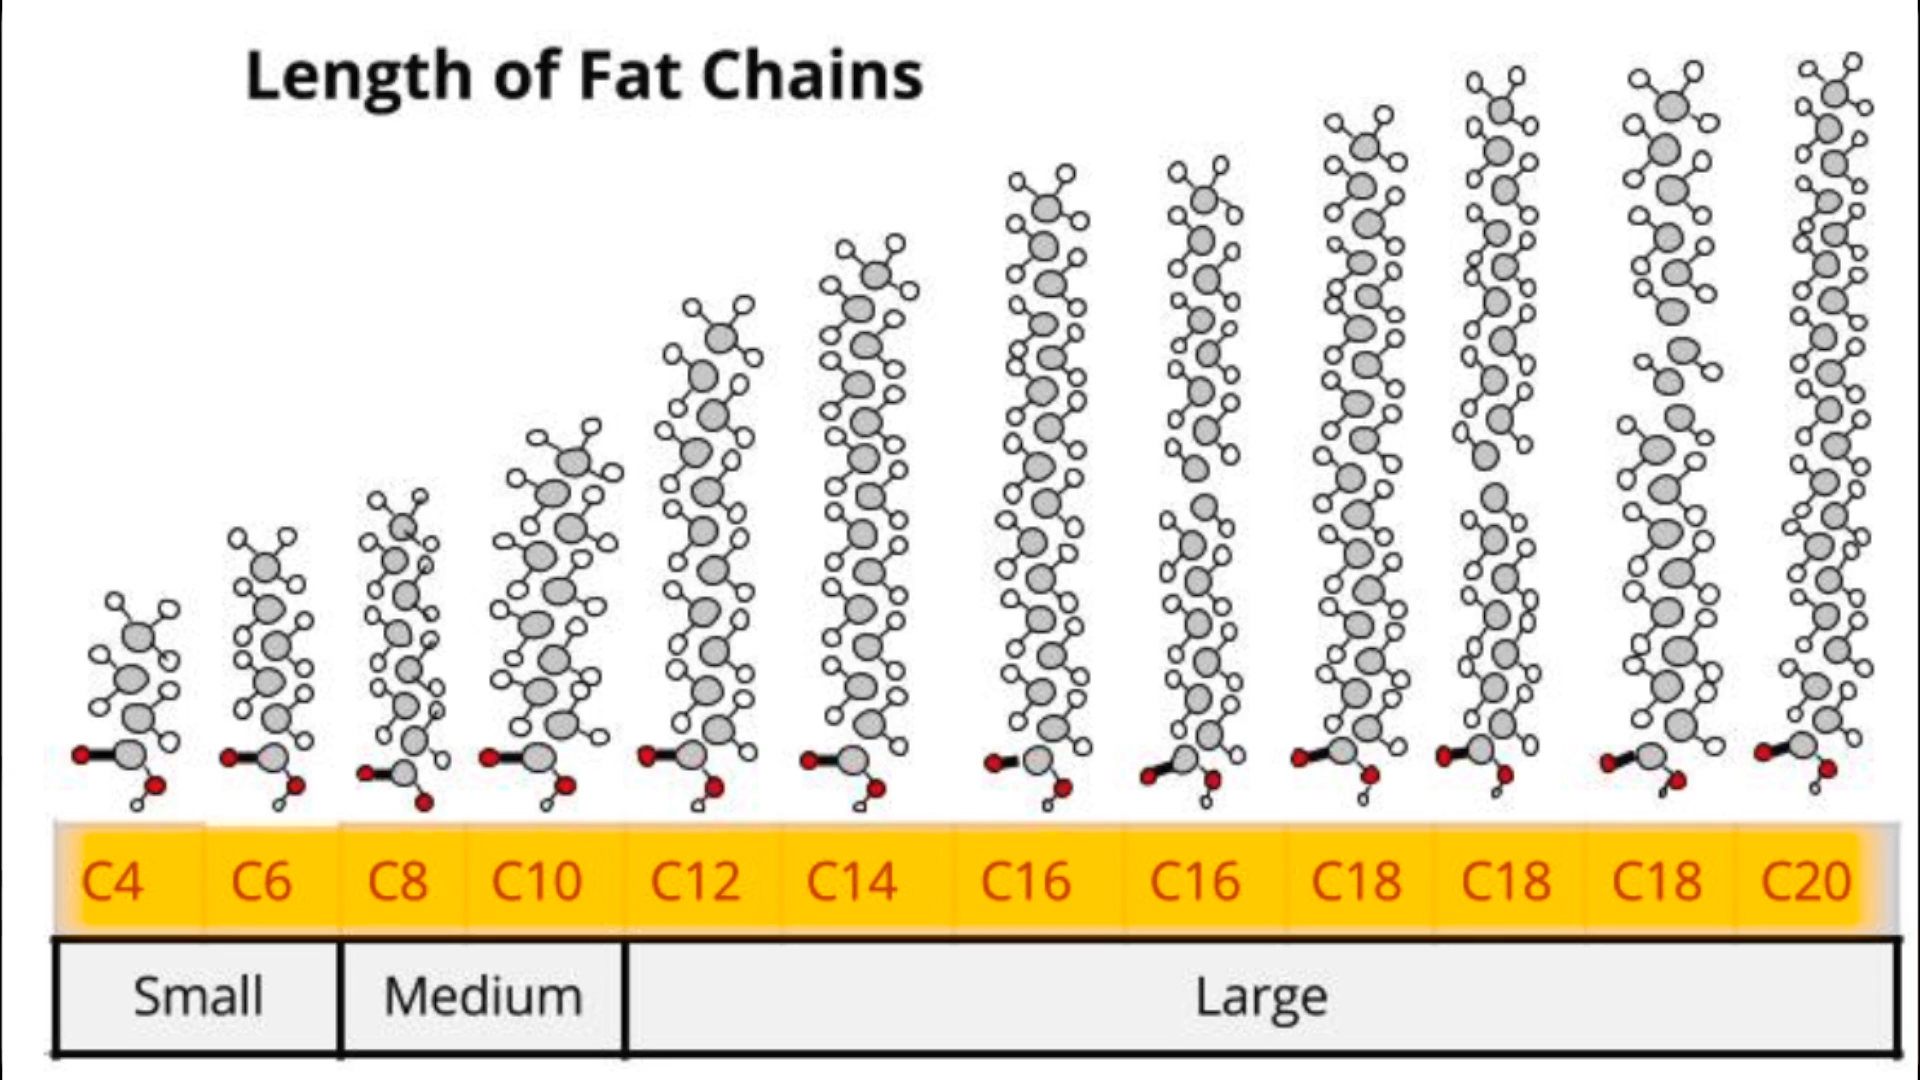 Length of Fat Chains
C4 C6 C8 C10 C12 C14 C16 C16 C18 C18 C18 C20
Small Medium Large